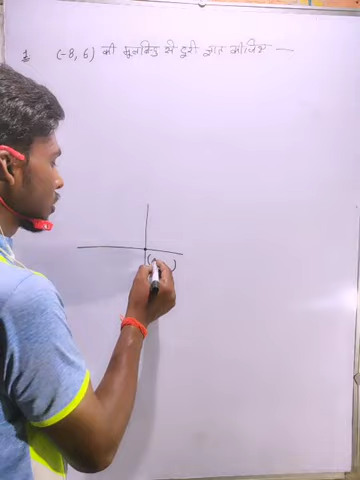 1. (-8, 6) की मूलबिन्दु से दूरी ज्ञात कीजिए —
( )